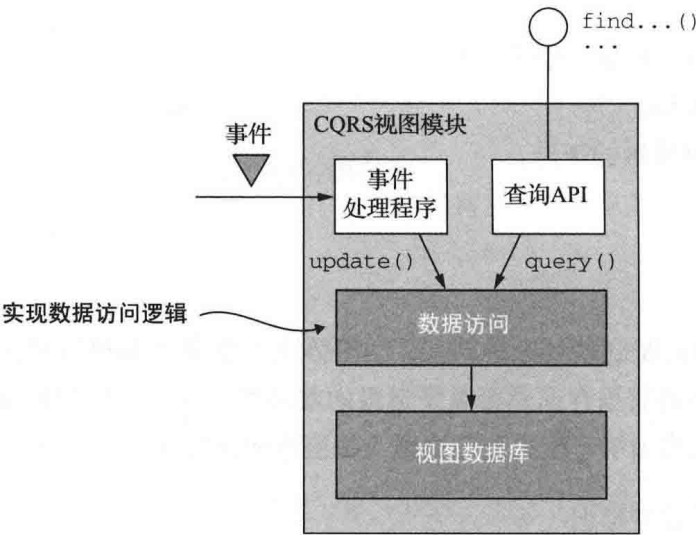 find...()
...
CQRS视图模块
事件
事件
处理程序
查询API
update()
query()
实现数据访问逻辑
数据访问
视图数据库